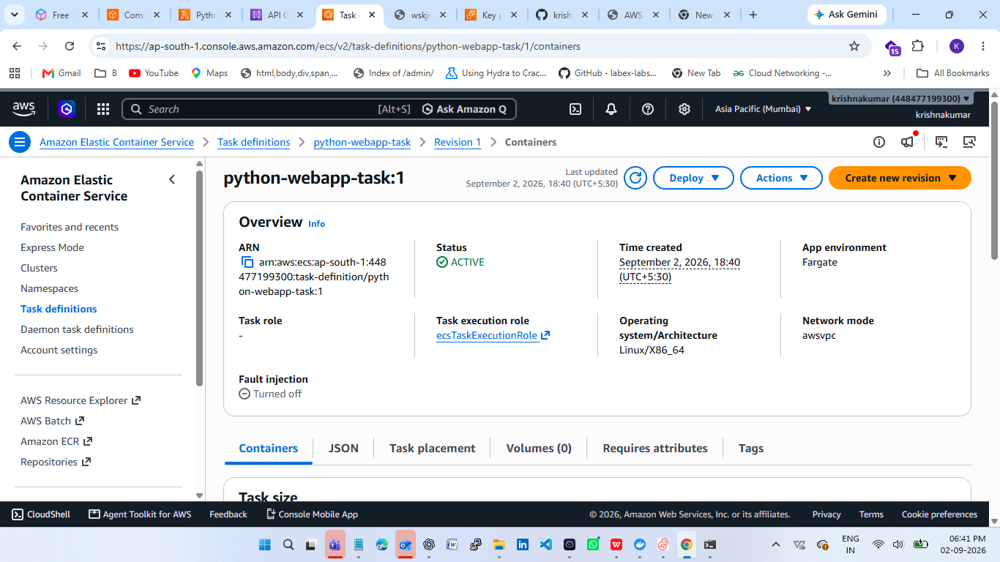 Free
Cons
Pytho
API G
Task
wskji
Key p
krish
AWS
New
Ask Gemini
https://ap-south-1.console.aws.amazon.com/ecs/v2/task-definitions/python-webapp-task/1/containers
15
K
Gmail
B
YouTube
Maps
html,body,div,span,...
Index of /admin/
Using Hydra to Crac...
GitHub - labex-labs...
New Tab
Cloud Networking -...
All Bookmarks
aws
Search
[Alt+S]
Ask Amazon Q
Asia Pacific (Mumbai)
krishnakumar (448477199300)
krishnakumar
Amazon Elastic Container Service
Task definitions
python-webapp-task
Revision 1
Containers
Amazon Elastic
Container Service
Favorites and recents
Express Mode
Clusters
Namespaces
Task definitions
Daemon task definitions
Account settings
AWS Resource Explorer
AWS Batch
Amazon ECR
Repositories
python-webapp-task:1
Last updated
September 2, 2026, 18:40 (UTC+5:30)
Deploy
Actions
Create new revision
Overview Info
ARN
arn:aws:ecs:ap-south-1:448
477199300:task-definition/pyth
on-webapp-task:1
Status
ACTIVE
Time created
September 2, 2026, 18:40
(UTC+5:30)
App environment
Fargate
Task role
-
Task execution role
ecsTaskExecutionRole
Operating
system/Architecture
Linux/X86_64
Network mode
awsvpc
Fault injection
Turned off
Containers
JSON
Task placement
Volumes (0)
Requires attributes
Tags
Task size
CloudShell
Agent Toolkit for AWS
Feedback
Console Mobile App
© 2026, Amazon Web Services, Inc. or its affiliates.
Privacy
Terms
Cookie preferences
ENG
IN
06:41 PM
02-09-2026